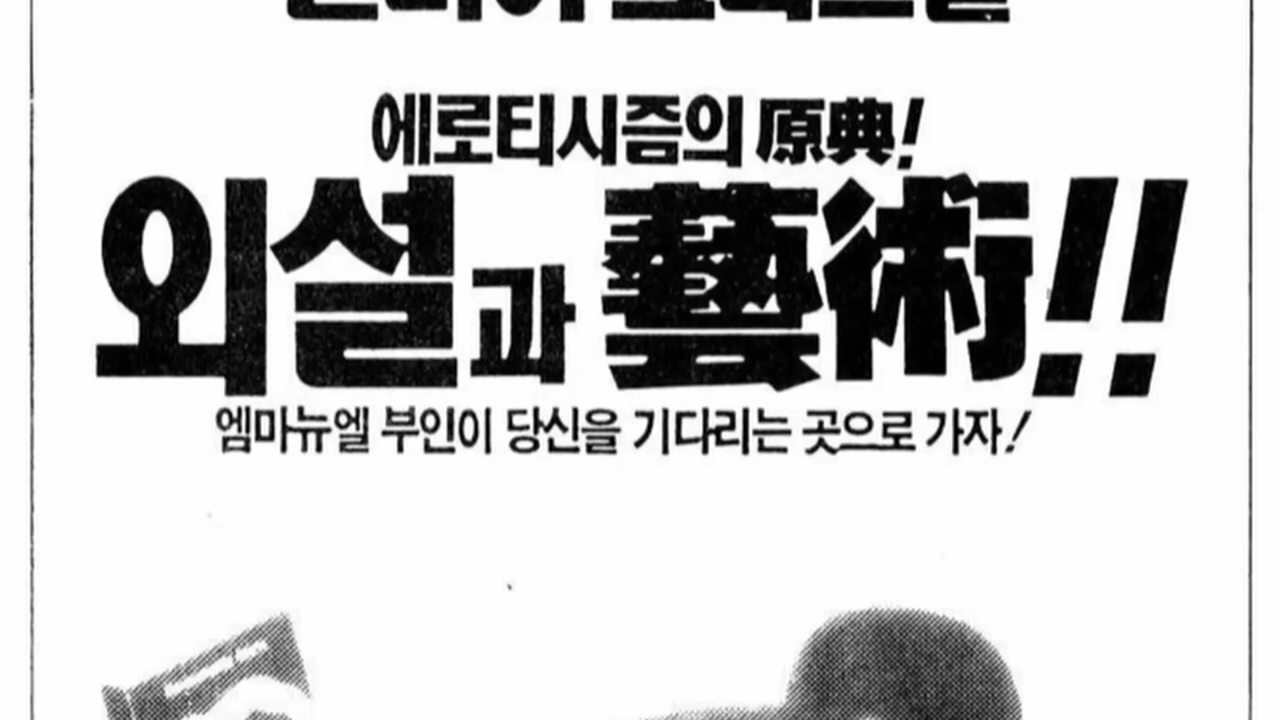 에로티시즘의 原典!
외설과 藝術!!
엠마뉴엘 부인이 당신을 기다리는 곳으로 가자!